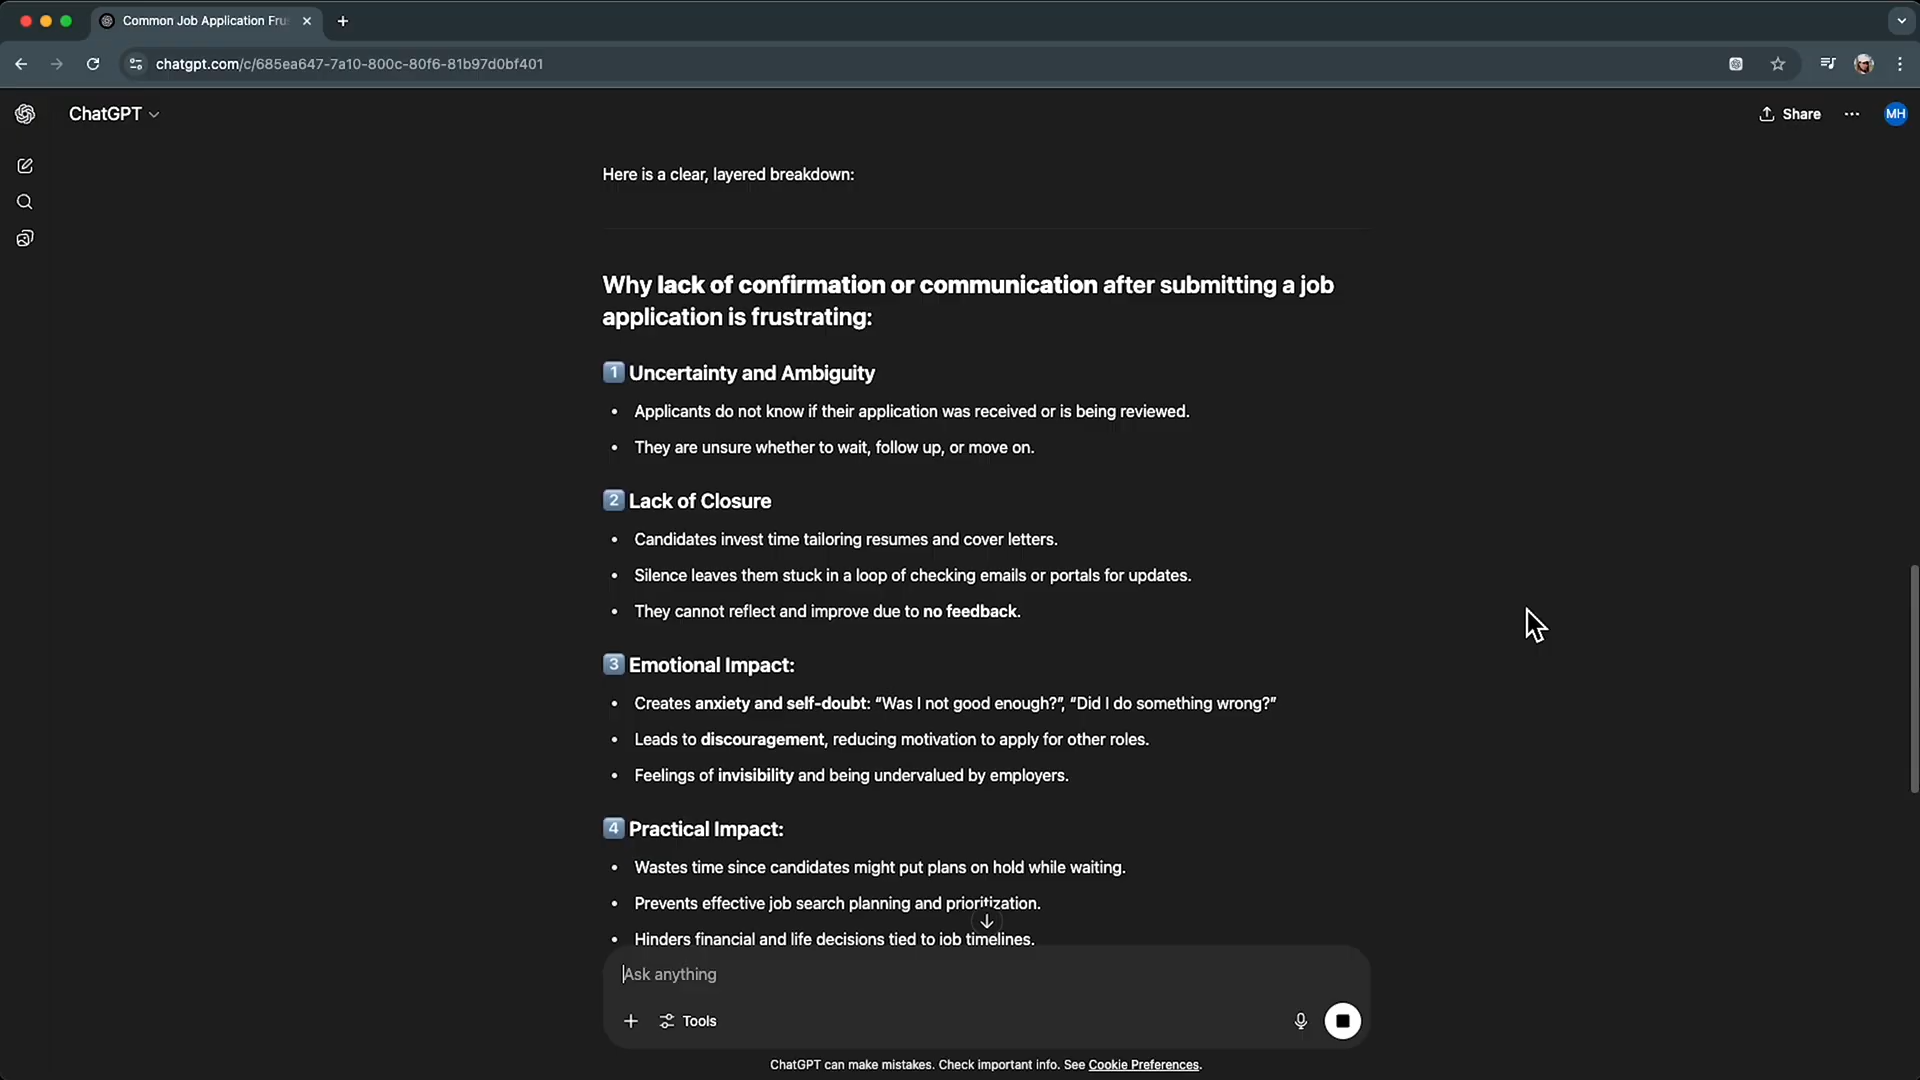 Common Job Application Fru
chatgpt.com/c/685ea647-7a10-800c-80f6-81b97d0bf401
ChatGPT
Share
MH
Here is a clear, layered breakdown:
Why lack of confirmation or communication after submitting a job
application is frustrating:
1 Uncertainty and Ambiguity
• Applicants do not know if their application was received or is being reviewed.
• They are unsure whether to wait, follow up, or move on.
2 Lack of Closure
• Candidates invest time tailoring resumes and cover letters.
• Silence leaves them stuck in a loop of checking emails or portals for updates.
• They cannot reflect and improve due to no feedback.
3 Emotional Impact:
• Creates anxiety and self-doubt: “Was I not good enough?”, “Did I do something wrong?”
• Leads to discouragement, reducing motivation to apply for other roles.
• Feelings of invisibility and being undervalued by employers.
4 Practical Impact:
• Wastes time since candidates might put plans on hold while waiting.
• Prevents effective job search planning and prioritization.
• Hinders financial and life decisions tied to job timelines.
Ask anything
Tools
ChatGPT can make mistakes. Check important info. See Cookie Preferences.